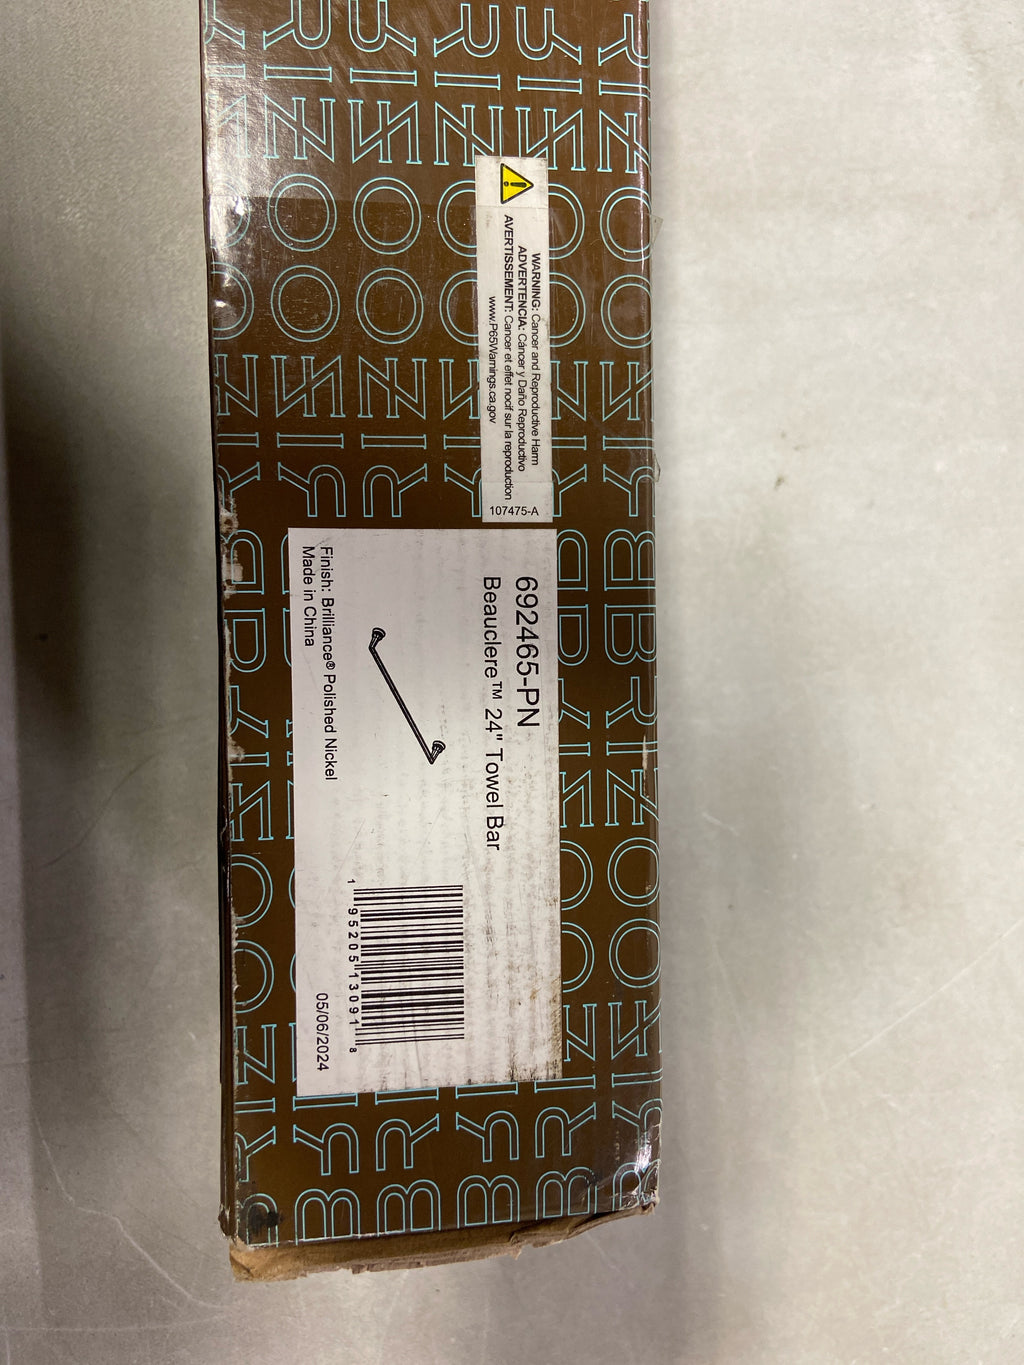 WARNING: Cancer and Reproductive Harm
ADVERTENCIA: Cáncer y Daño Reproductivo
AVERTISSEMENT: Cancer et effet nocif sur la reproduction
www.P65Warnings.ca.gov
107475-A
692465-PN
Beauclere™ 24" Towel Bar
Finish: Brilliance® Polished Nickel
Made in China
1 95205 13091 8
05/06/2024
BRIZO